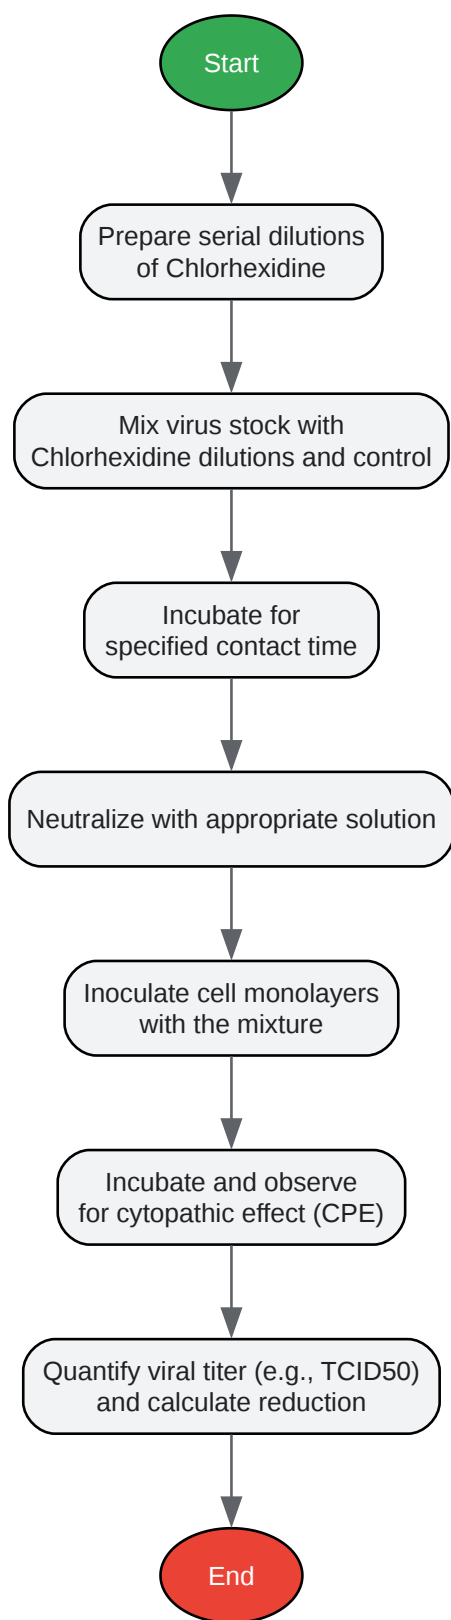 Start
Prepare serial dilutions
of Chlorhexidine
Mix virus stock with
Chlorhexidine dilutions and control
Incubate for
specified contact time
Neutralize with appropriate solution
Inoculate cell monolayers
with the mixture
Incubate and observe
for cytopathic effect (CPE)
Quantify viral titer (e.g., TCID50)
and calculate reduction
End